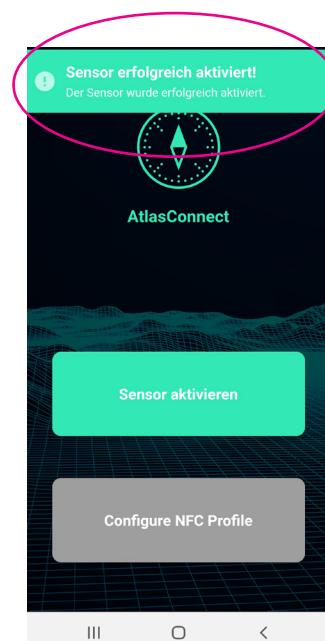 Sensor erfolgreich aktiviert!
Der Sensor wurde erfolgreich aktiviert.
AtlasConnect
Sensor aktivieren
Configure NFC Profile